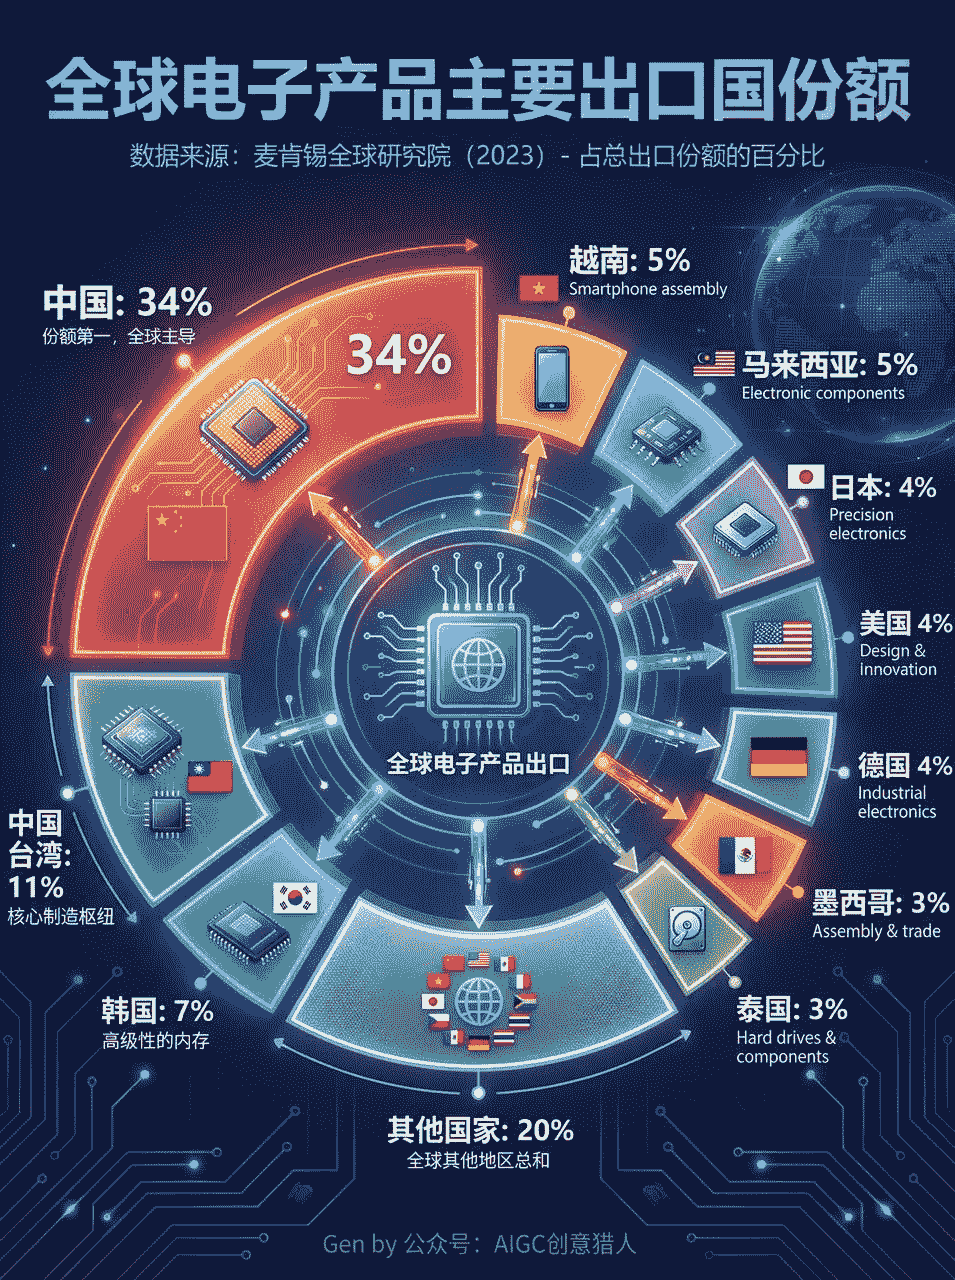 全球电子产品主要出口国份额
数据来源：麦肯锡全球研究院（2023）- 占总出口份额的百分比
中国: 34%
份额第一，全球主导
34%
越南: 5%
Smartphone assembly
马来西亚: 5%
Electronic components
日本: 4%
Precision
electronics
美国 4%
Design &
Innovation
德国 4%
Industrial
electronics
墨西哥: 3%
Assembly & trade
泰国: 3%
Hard drives &
components
其他国家: 20%
全球其他地区总和
韩国: 7%
高级性的内存
中国
台湾:
11%
核心制造枢纽
全球电子产品出口
Gen by 公众号：AIGC创意猎人